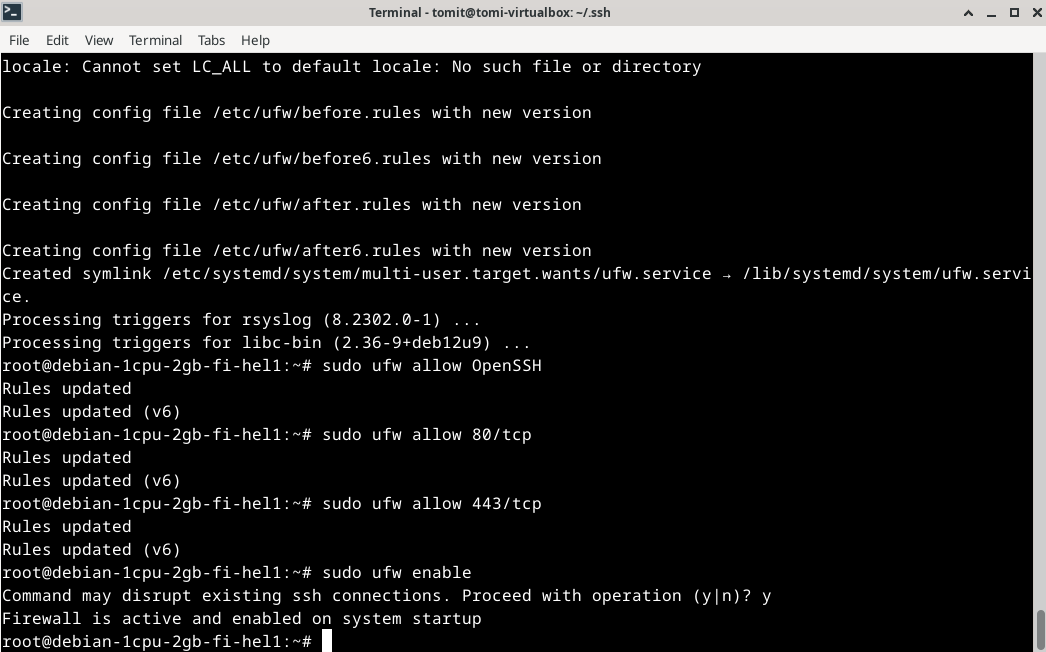 Terminal - tomit@tomi-virtualbox: ~/.ssh
File Edit View Terminal Tabs Help
locale: Cannot set LC_ALL to default locale: No such file or directory
Creating config file /etc/ufw/before.rules with new version
Creating config file /etc/ufw/before6.rules with new version
Creating config file /etc/ufw/after.rules with new version
Creating config file /etc/ufw/after6.rules with new version
Created symlink /etc/systemd/system/multi-user.target.wants/ufw.service → /lib/systemd/system/ufw.servi
ce.
Processing triggers for rsyslog (8.2302.0-1) ...
Processing triggers for libc-bin (2.36-9+deb12u9) ...
root@debian-1cpu-2gb-fi-hel1:~# sudo ufw allow OpenSSH
Rules updated
Rules updated (v6)
root@debian-1cpu-2gb-fi-hel1:~# sudo ufw allow 80/tcp
Rules updated
Rules updated (v6)
root@debian-1cpu-2gb-fi-hel1:~# sudo ufw allow 443/tcp
Rules updated
Rules updated (v6)
root@debian-1cpu-2gb-fi-hel1:~# sudo ufw enable
Command may disrupt existing ssh connections. Proceed with operation (y|n)? y
Firewall is active and enabled on system startup
root@debian-1cpu-2gb-fi-hel1:~#